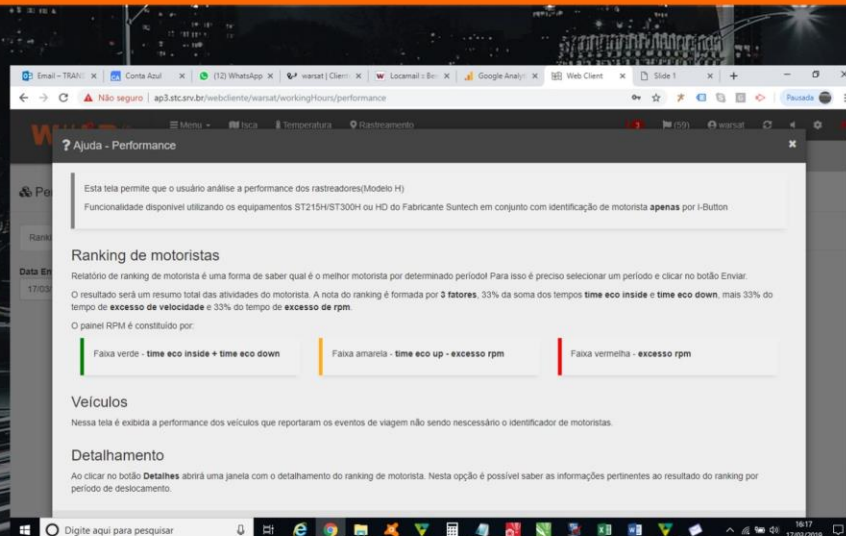 Email – TRAN
Conta Azul
(12) WhatsApp
warsat | Client
Locamail :: Ben
Google Analyt
Web Client
Slide 1
Não seguro | ap3.stc.srv.br/webcliente/warsat/workingHours/performance
Pausada
Menu
Isca
Temperatura
Rastreamento
3
(59)
warsat
? Ajuda - Performance
Esta tela permite que o usuário análise a performance dos rastreadores(Modelo H)
Funcionalidade disponivel utilizando os equipamentos ST215H/ST300H ou HD do Fabricante Suntech em conjunto com identificação de motorista apenas por I-Button
Ranking de motoristas
Relatório de ranking de motorista é uma forma de saber qual é o melhor motorista por determinado período! Para isso é preciso selecionar um período e clicar no botão Enviar.
O resultado será um resumo total das atividades do motorista. A nota do ranking é formada por 3 fatores, 33% da soma dos tempos time eco inside e time eco down, mais 33% do
tempo de excesso de velocidade e 33% do tempo de excesso de rpm.
O painel RPM é constituído por:
Faixa verde - time eco inside + time eco down
Faixa amarela - time eco up - excesso rpm
Faixa vermelha - excesso rpm
Veículos
Nessa tela é exibida a performance dos veículos que reportaram os eventos de viagem não sendo nescessário o identificador de motoristas.
Detalhamento
Ao clicar no botão Detalhes abrirá uma janela com o detalhamento do ranking de motorista. Nesta opção é possível saber as informações pertinentes ao resultado do ranking por
período de deslocamento.
Per
Ranki
Data En
17/03/
Digite aqui para pesquisar
16:17
17/03/2019